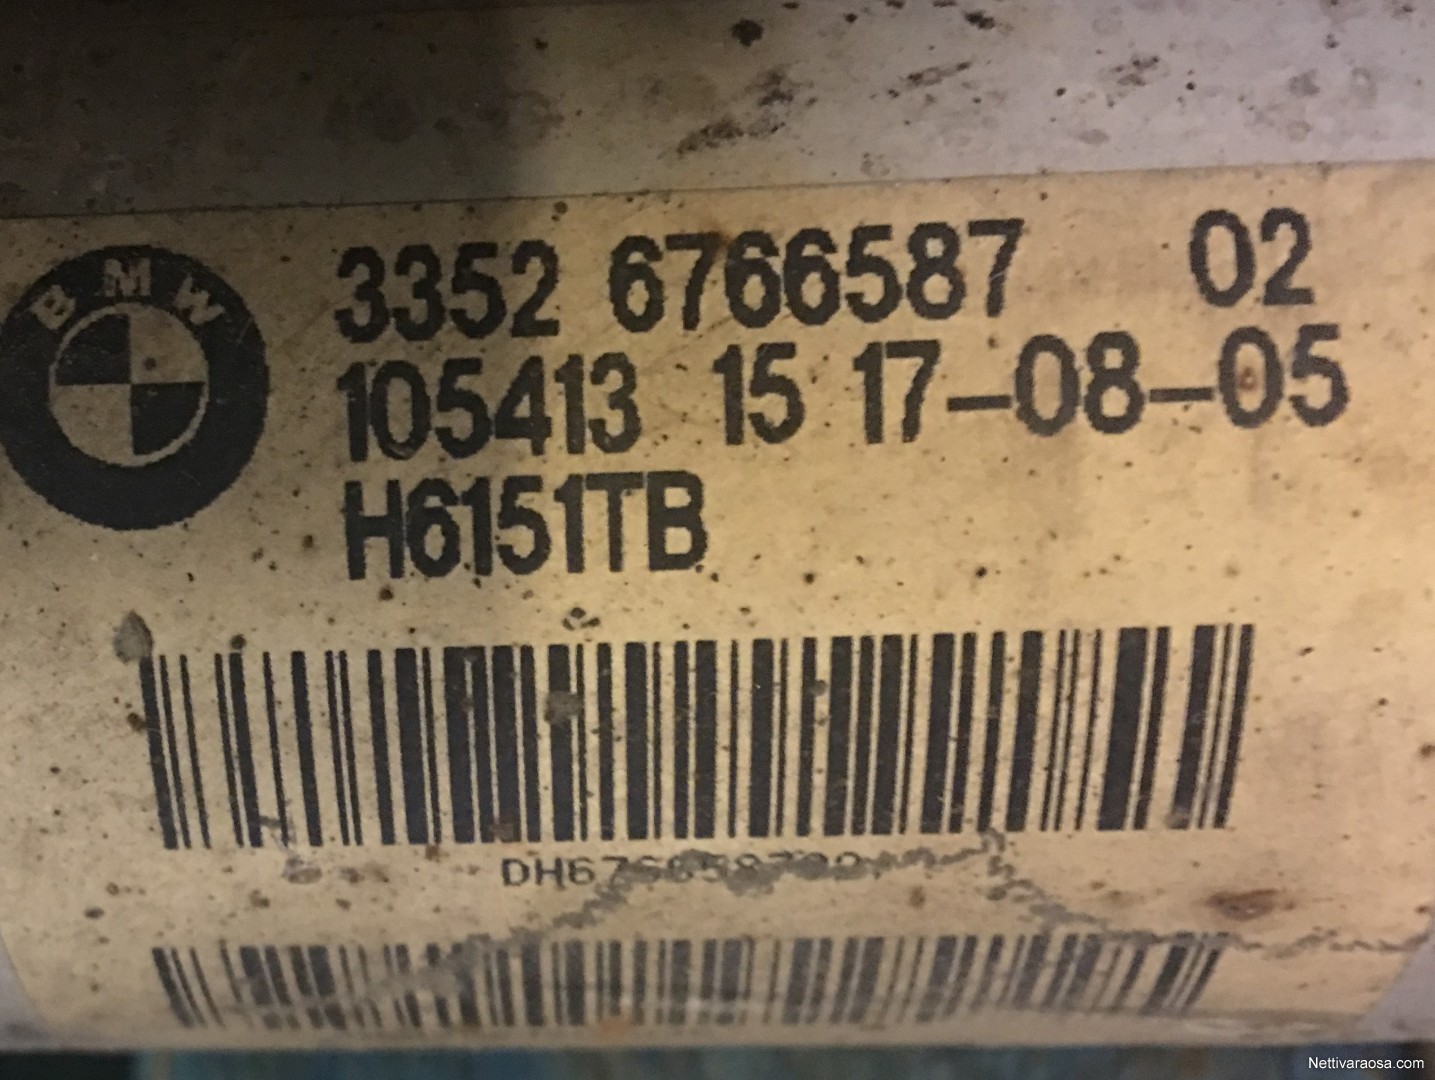 BMW
3352 6766587 02
105413 15 17-08-05
H6151TB
Nettivaraosa.com